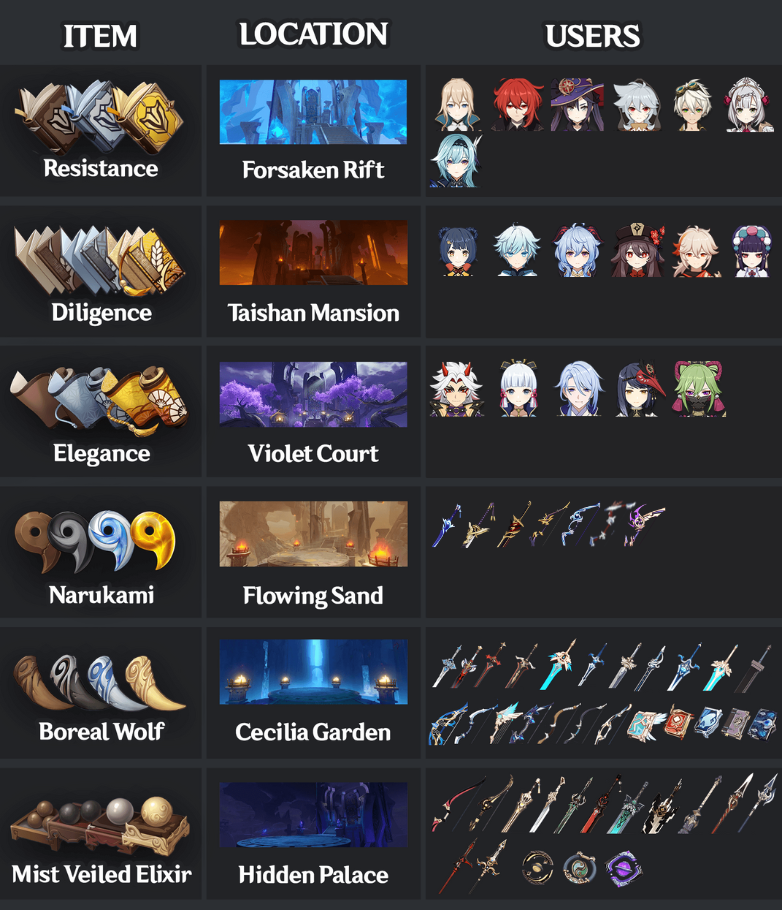 ITEM LOCATION USERS
Resistance Forsaken Rift
Diligence Taishan Mansion
Elegance Violet Court
Narukami Flowing Sand
Boreal Wolf Cecilia Garden
Mist Veiled Elixir Hidden Palace